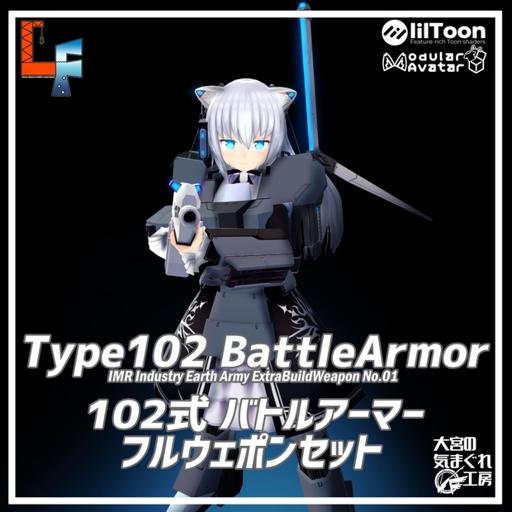 LF
lilToon
Feature-rich Toon shaders
Modular
Avatar
Type102 BattleArmor
IMR Industry Earth Army ExtraBuildWeapon No.01
102式 バトルアーマー
フルウェポンセット
大宮の
気まぐれ
工房